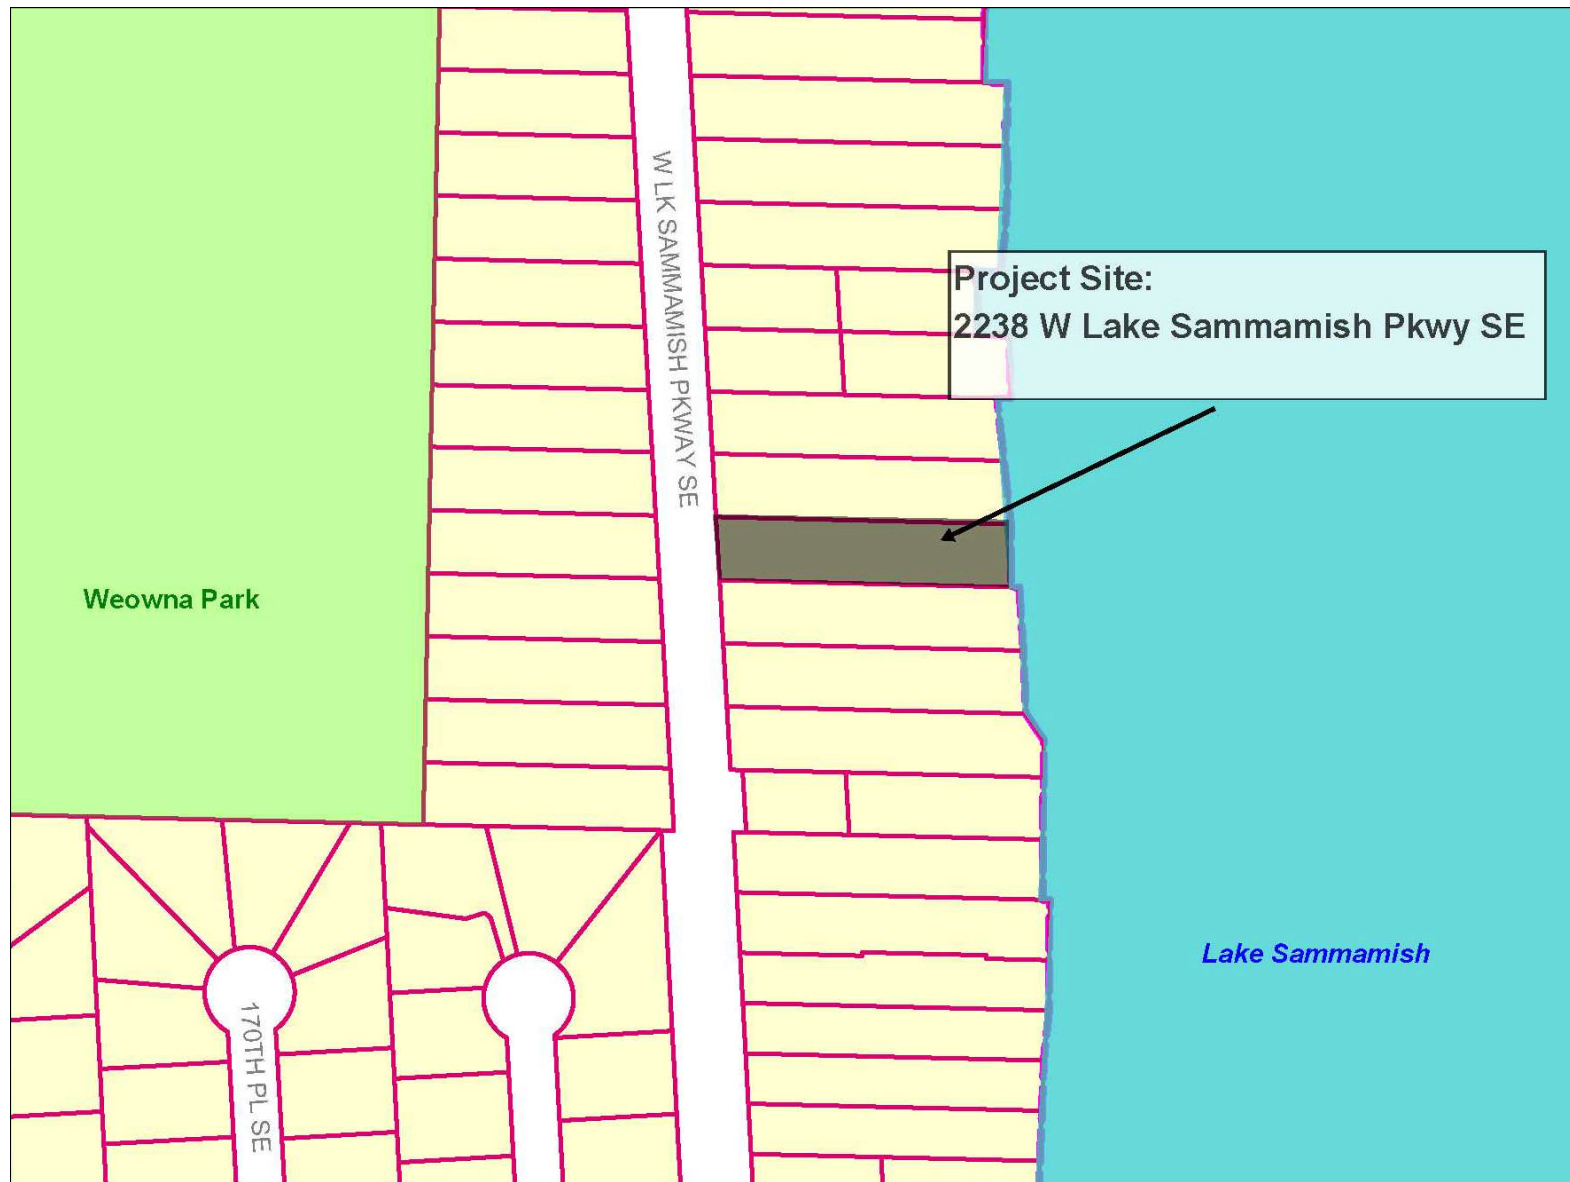 W LK SAMMAMISH PKWAY SE
Project Site:
2238 W Lake Sammamish Pkwy SE
Weowna Park
Lake Sammamish
170TH PL SE